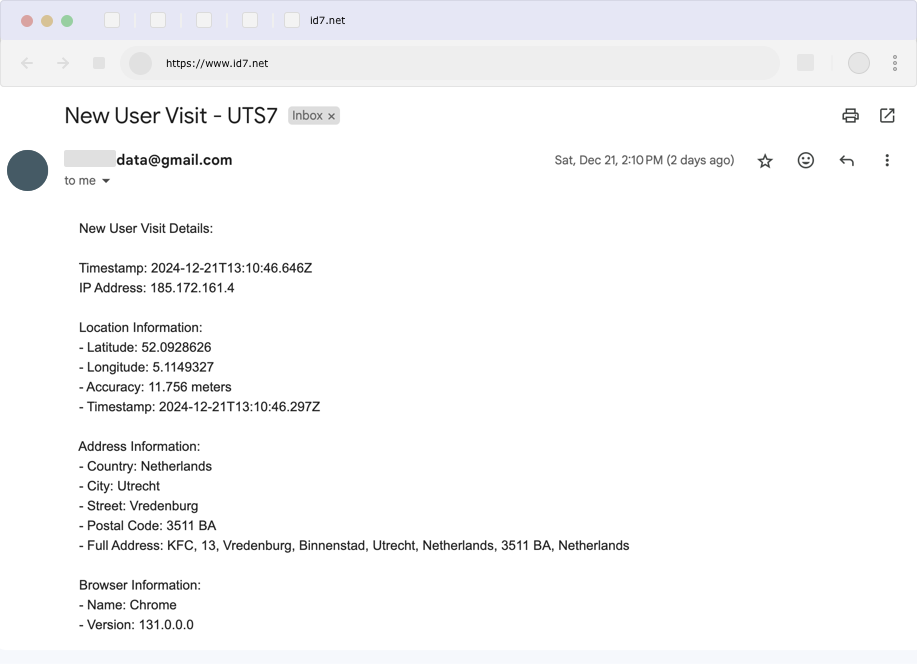 id7.net
https://www.id7.net
New User Visit - UTS7 Inbox ×
data@gmail.com Sat, Dec 21, 2:10 PM (2 days ago)
to me
New User Visit Details:
Timestamp: 2024-12-21T13:10:46.646Z
IP Address: 185.172.161.4
Location Information:
- Latitude: 52.0928626
- Longitude: 5.1149327
- Accuracy: 11.756 meters
- Timestamp: 2024-12-21T13:10:46.297Z
Address Information:
- Country: Netherlands
- City: Utrecht
- Street: Vredenburg
- Postal Code: 3511 BA
- Full Address: KFC, 13, Vredenburg, Binnenstad, Utrecht, Netherlands, 3511 BA, Netherlands
Browser Information:
- Name: Chrome
- Version: 131.0.0.0